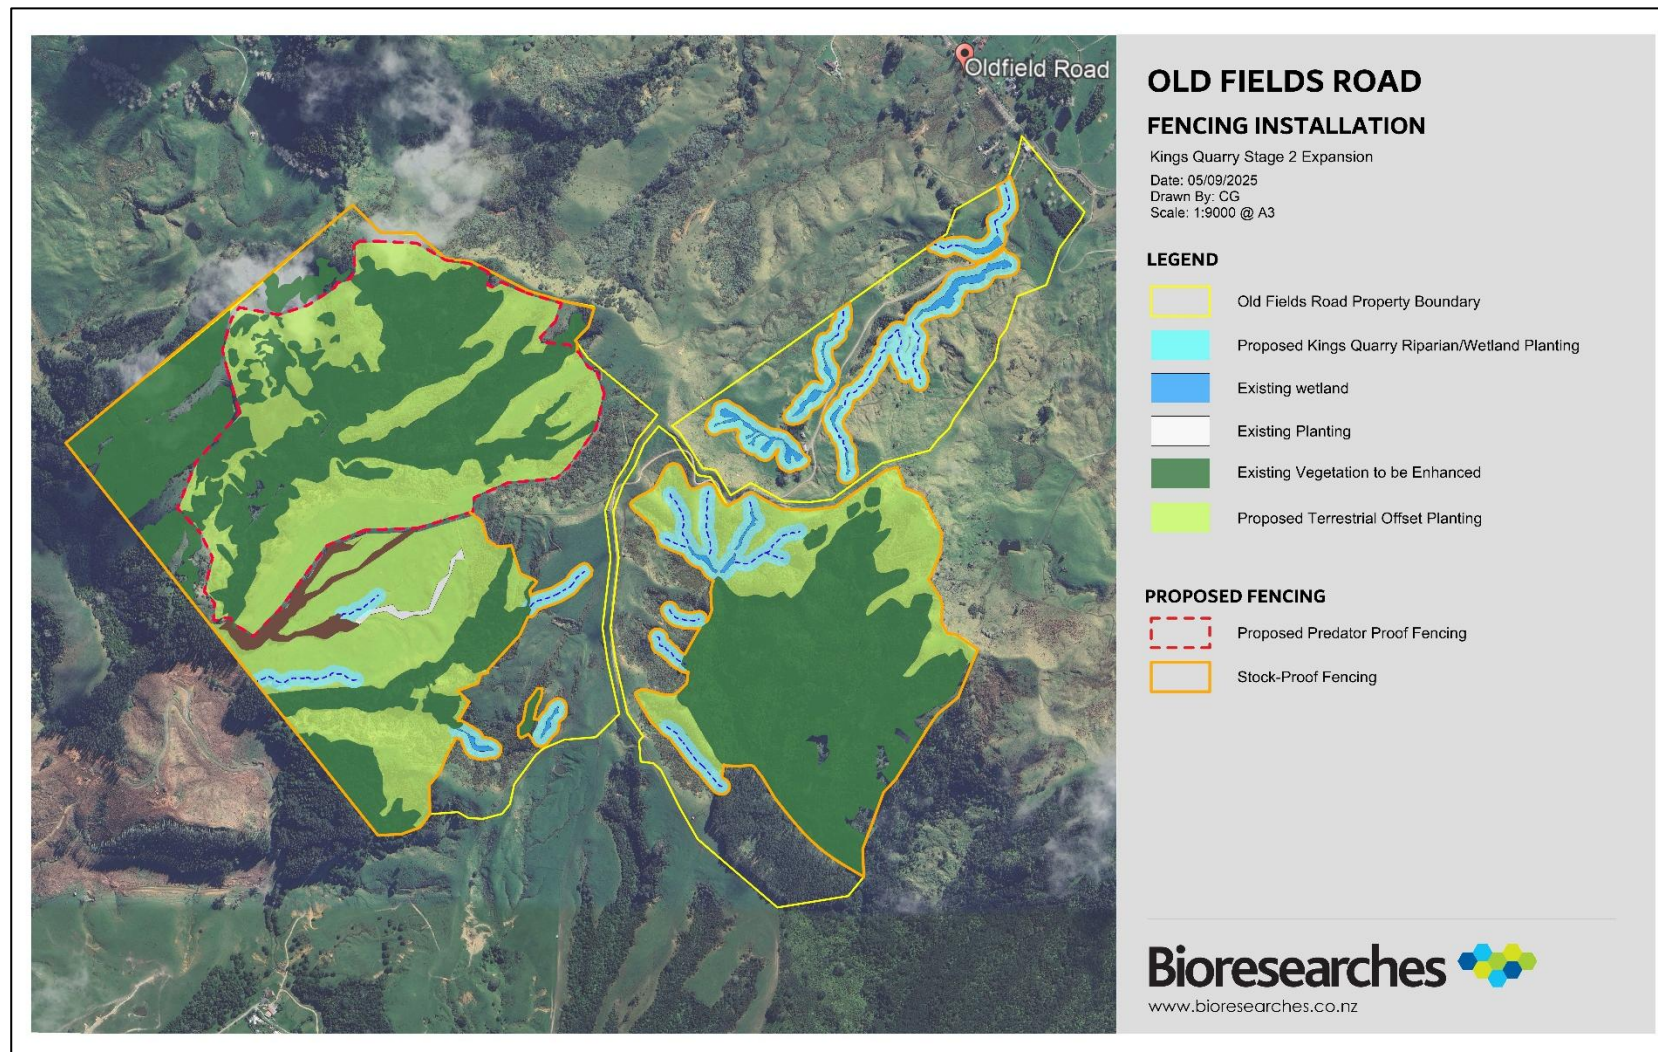 Oldfield Road
OLD FIELDS ROAD
FENCING INSTALLATION
Kings Quarry Stage 2 Expansion
Date: 05/09/2025
Drawn By: CG
Scale: 1:9000 @ A3
LEGEND
Old Fields Road Property Boundary
Proposed Kings Quarry Riparian/Wetland Planting
Existing wetland
Existing Planting
Existing Vegetation to be Enhanced
Proposed Terrestrial Offset Planting
PROPOSED FENCING
Proposed Predator Proof Fencing
Stock-Proof Fencing
Bioresearches
www.bioresearches.co.nz